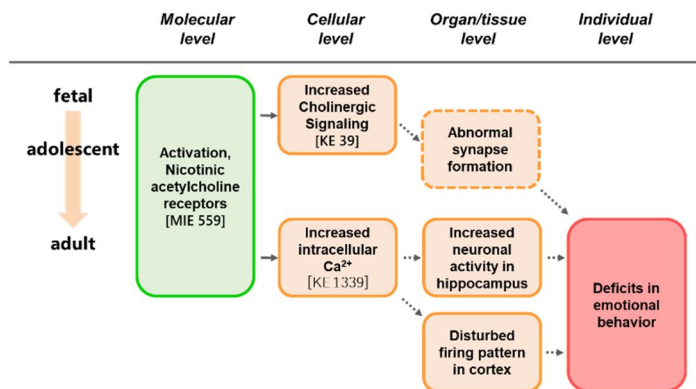 Molecular
level
Cellular
level
Organ/tissue
level
Individual
level
fetal
adolescent
adult
Activation,
Nicotinic
acetylcholine
receptors
[MIE 559]
Increased
Cholinergic
Signaling
[KE 39]
Abnormal
synapse
formation
Increased
intracellular
Ca²⁺
[KE1339]
Increased
neuronal
activity in
hippocampus
Disturbed
firing pattern
in cortex
Deficits in
emotional
behavior